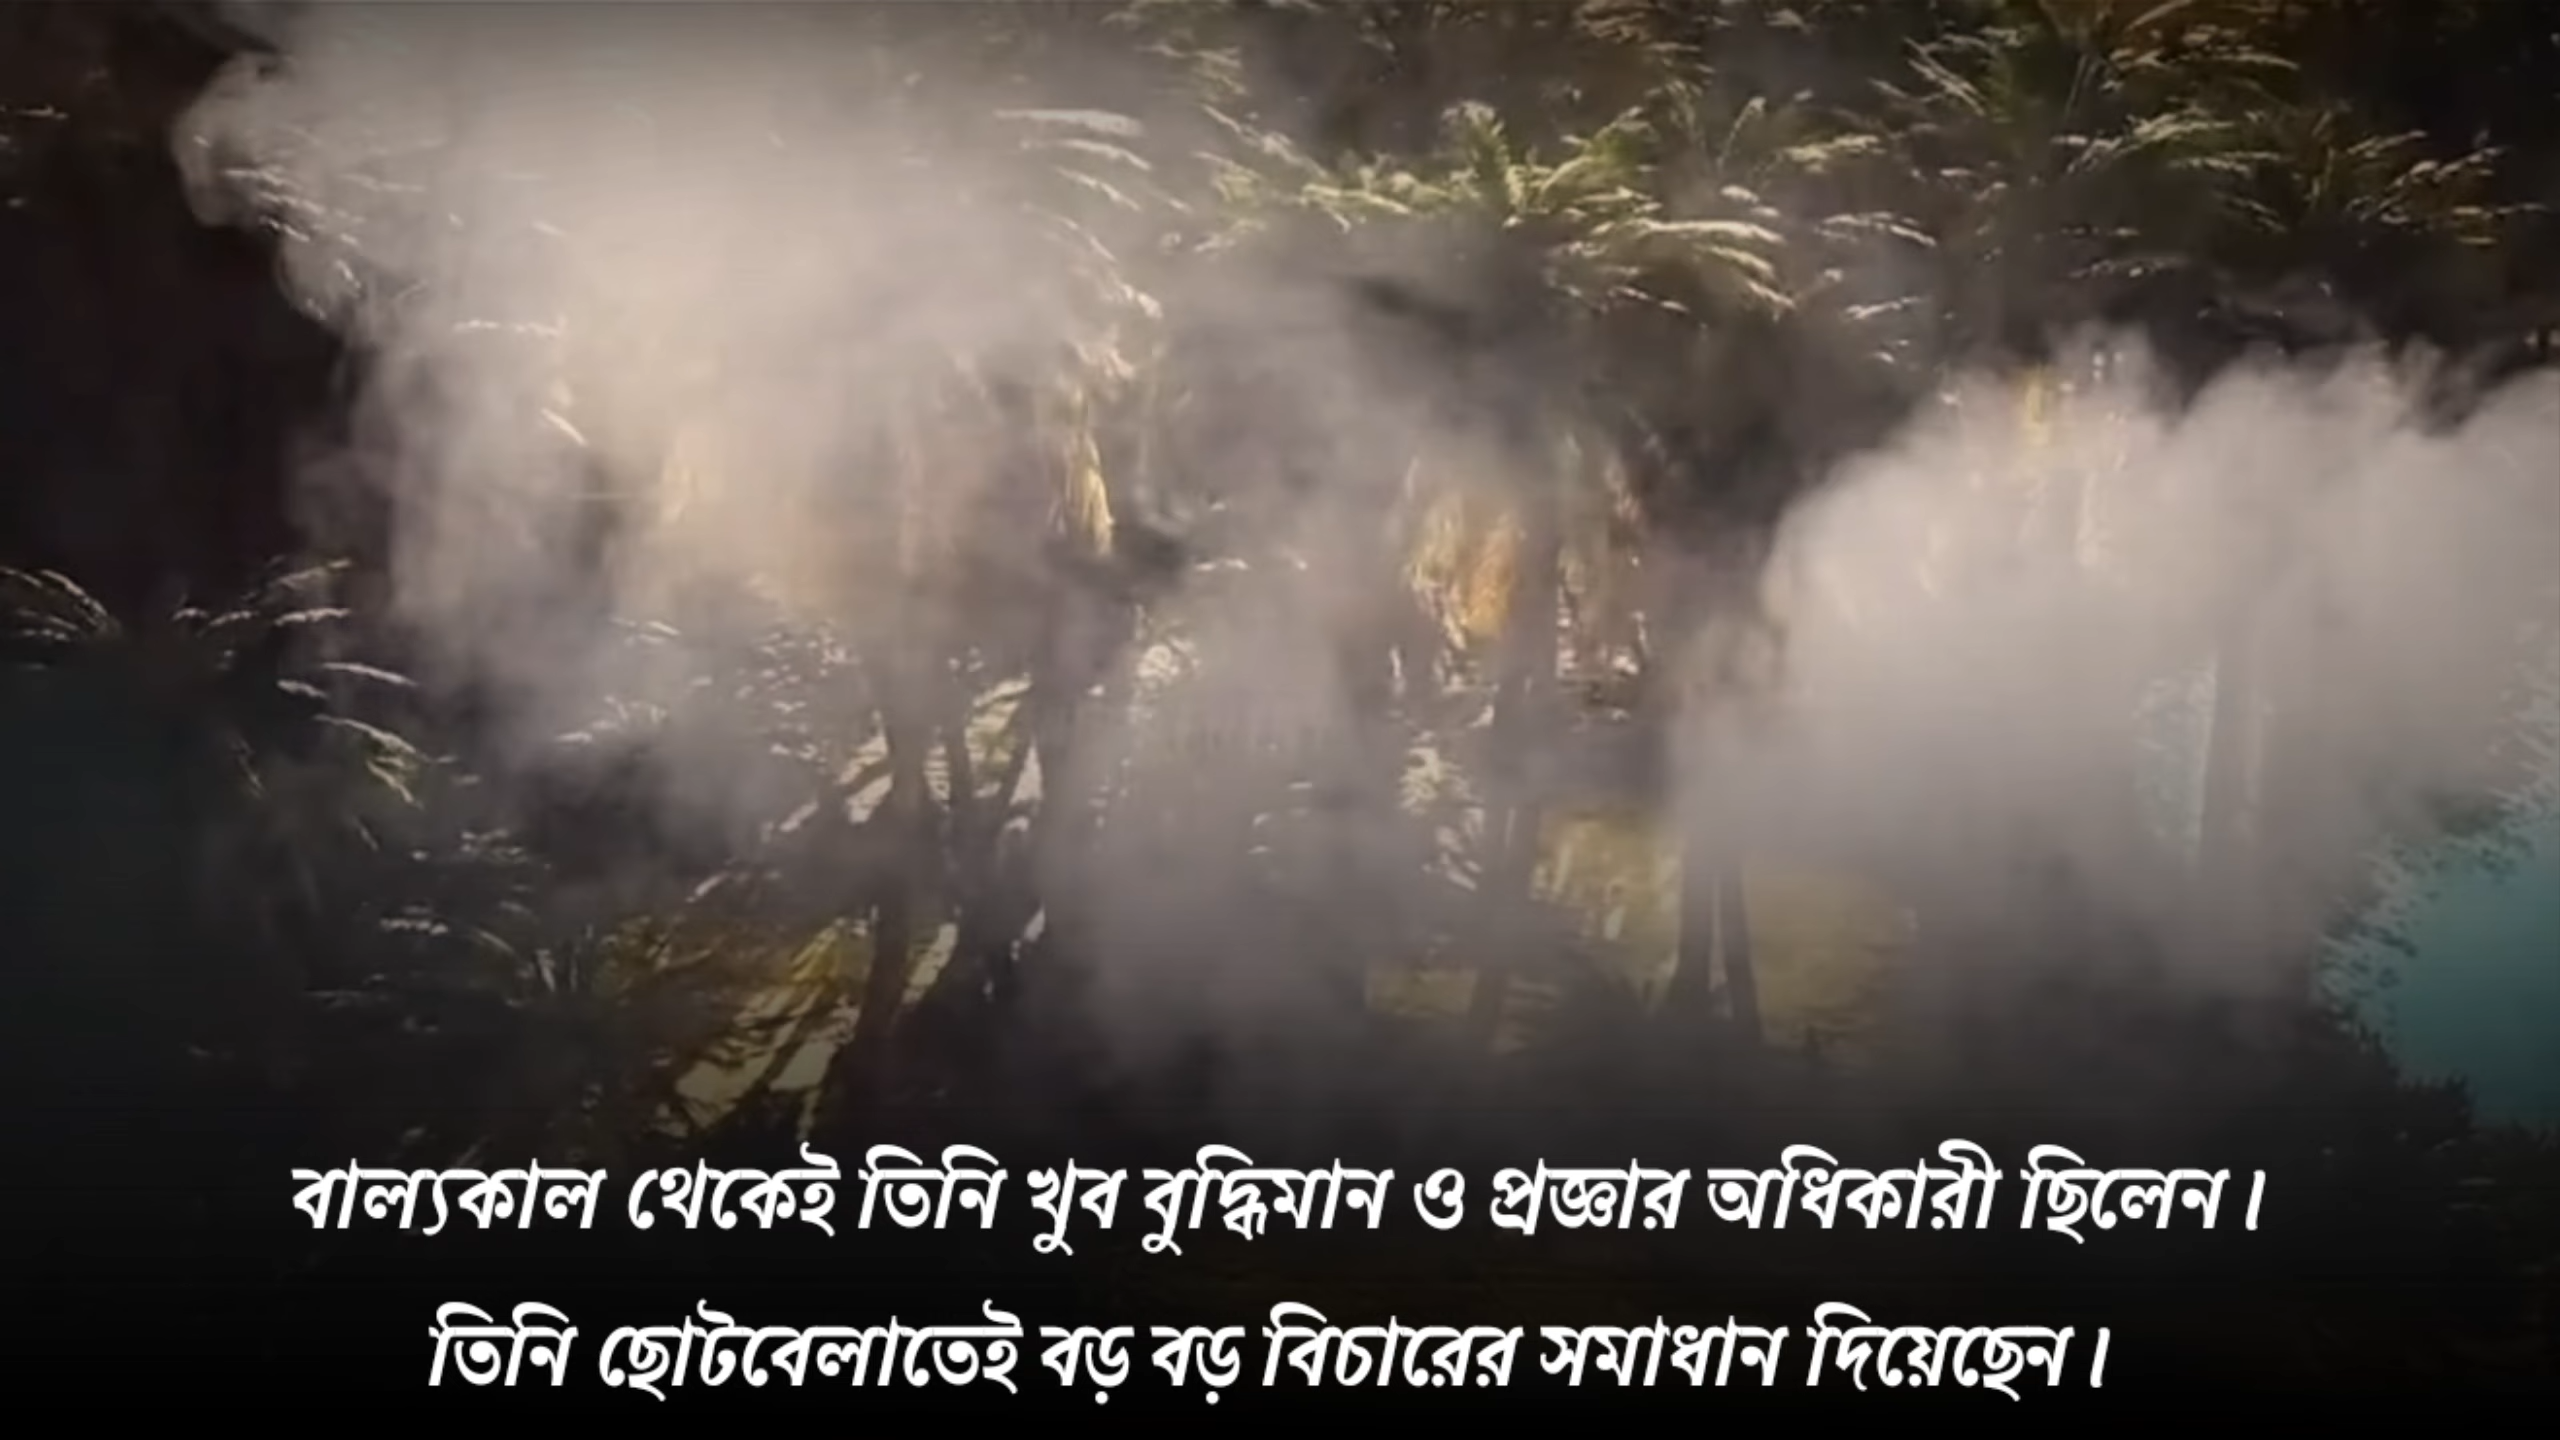 বাল্যকাল থেকেই তিনি খুব বুদ্ধিমান ও প্রজ্ঞার অধিকারী ছিলেন।
তিনি ছোটবেলাতেই বড় বড় বিচারের সমাধান দিয়েছেন।